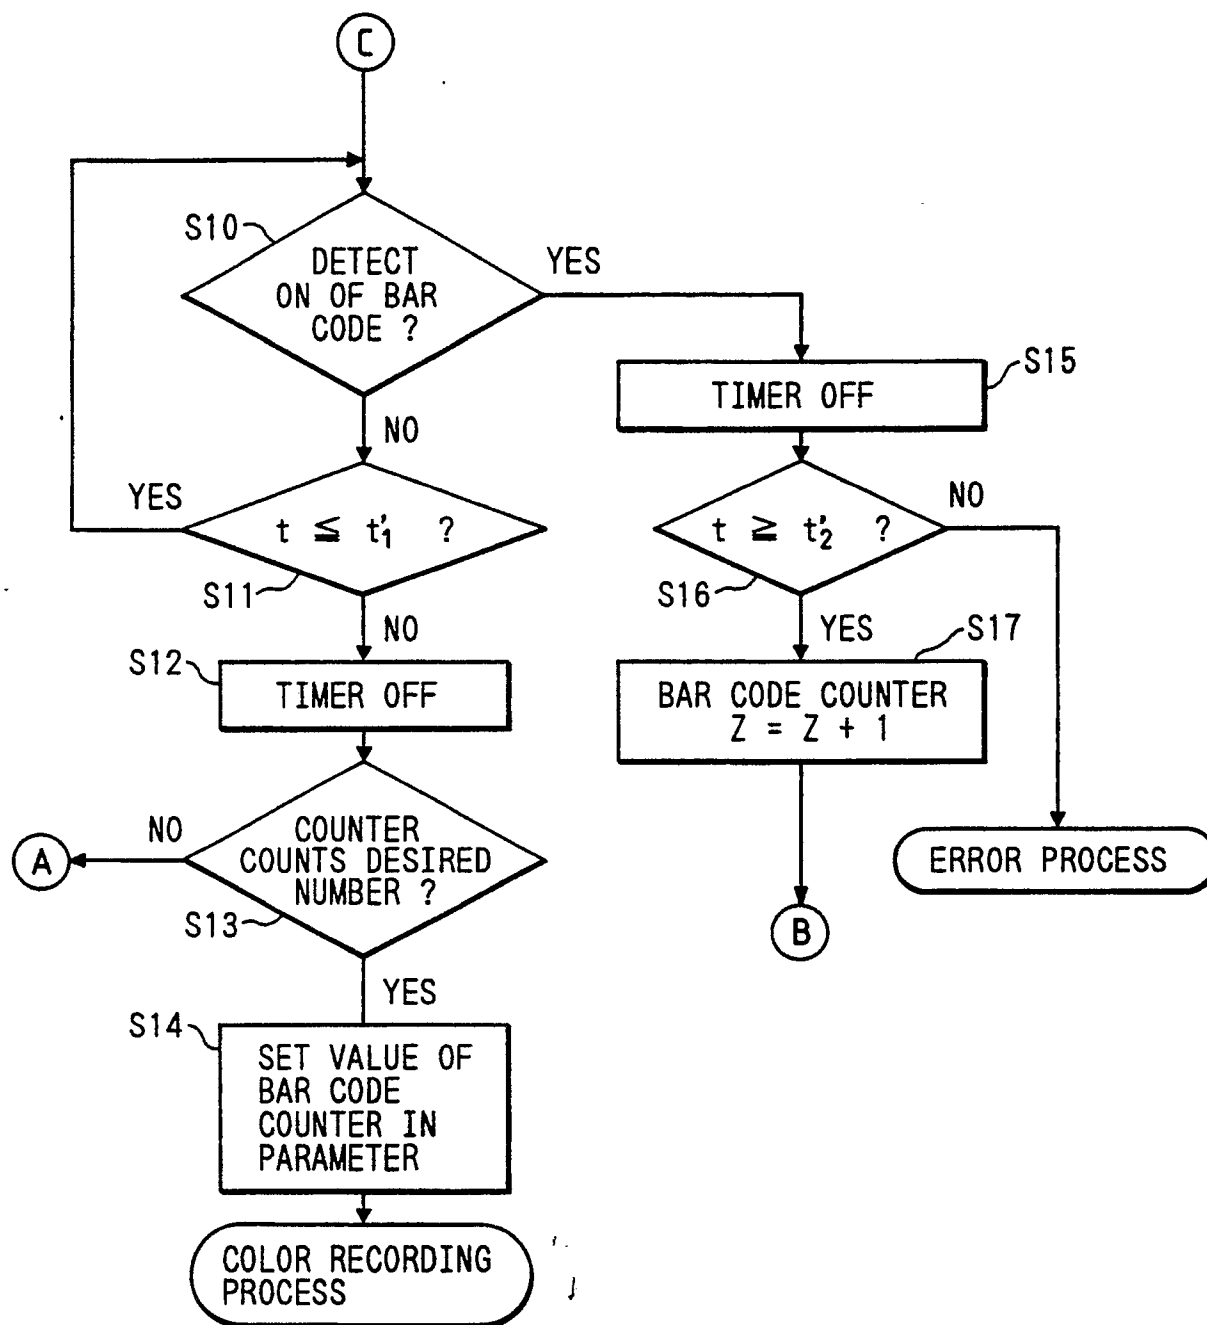 C
S10
DETECT
ON OF BAR
CODE ?
YES
NO
S15
TIMER OFF
YES
t ≦ t'1 ?
S11
NO
t ≧ t'2 ?
NO
S16
YES
S12
TIMER OFF
S17
BAR CODE COUNTER
Z = Z + 1
NO
A
COUNTER
COUNTS DESIRED
NUMBER ?
S13
ERROR PROCESS
B
YES
S14
SET VALUE OF
BAR CODE
COUNTER IN
PARAMETER
COLOR RECORDING
PROCESS